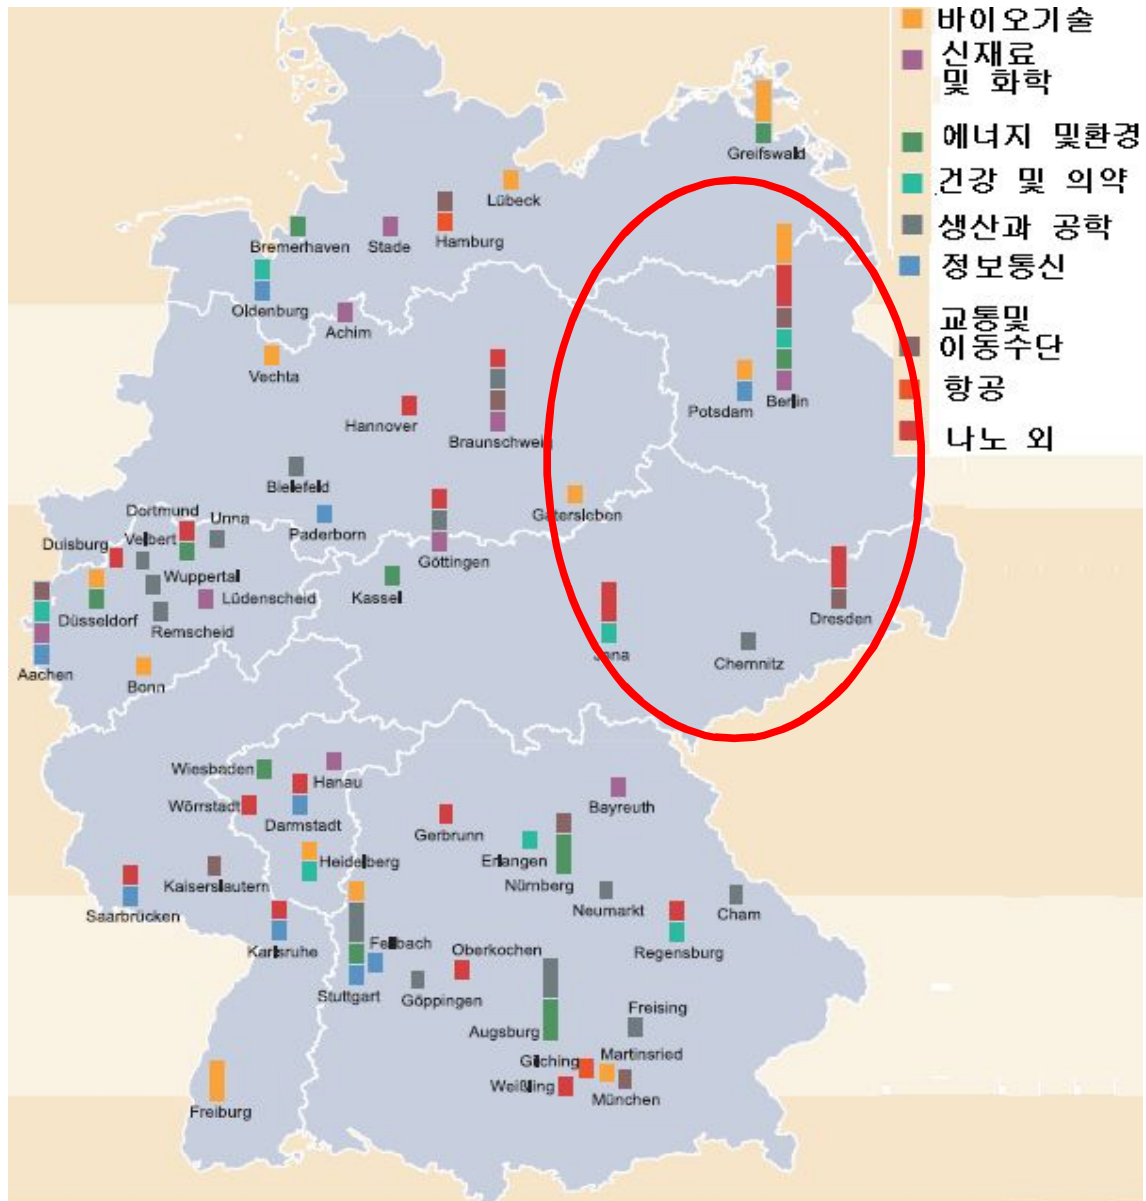 바이오기술
신재료
및 화학
에너지 및환경
건강 및 의약
생산과 공학
정보통신
교통및
이동수단
항공
나노 외
Greifswald
Lübeck
Hamburg
Stade
Bremerhaven
Oldenburg
Achim
Vechta
Hannover
Braunschweig
Potsdam
Berlin
Bielefeld
Paderborn
Gatersleben
Göttingen
Dortmund
Unna
Duisburg
Velbert
Wuppertal
Düsseldorf
Lüdenscheid
Remscheid
Kassel
Aachen
Bonn
Jena
Chemnitz
Dresden
Wiesbaden
Hanau
Wörrstadt
Darmstadt
Bayreuth
Gerbrunn
Erlangen
Nürnberg
Heidelberg
Kaiserslautern
Saarbrücken
Neumarkt
Cham
Karlsruhe
Fellbach
Oberkochen
Regensburg
Stuttgart
Göppingen
Augsburg
Freising
Martinsried
Gilching
Weißling
München
Freiburg